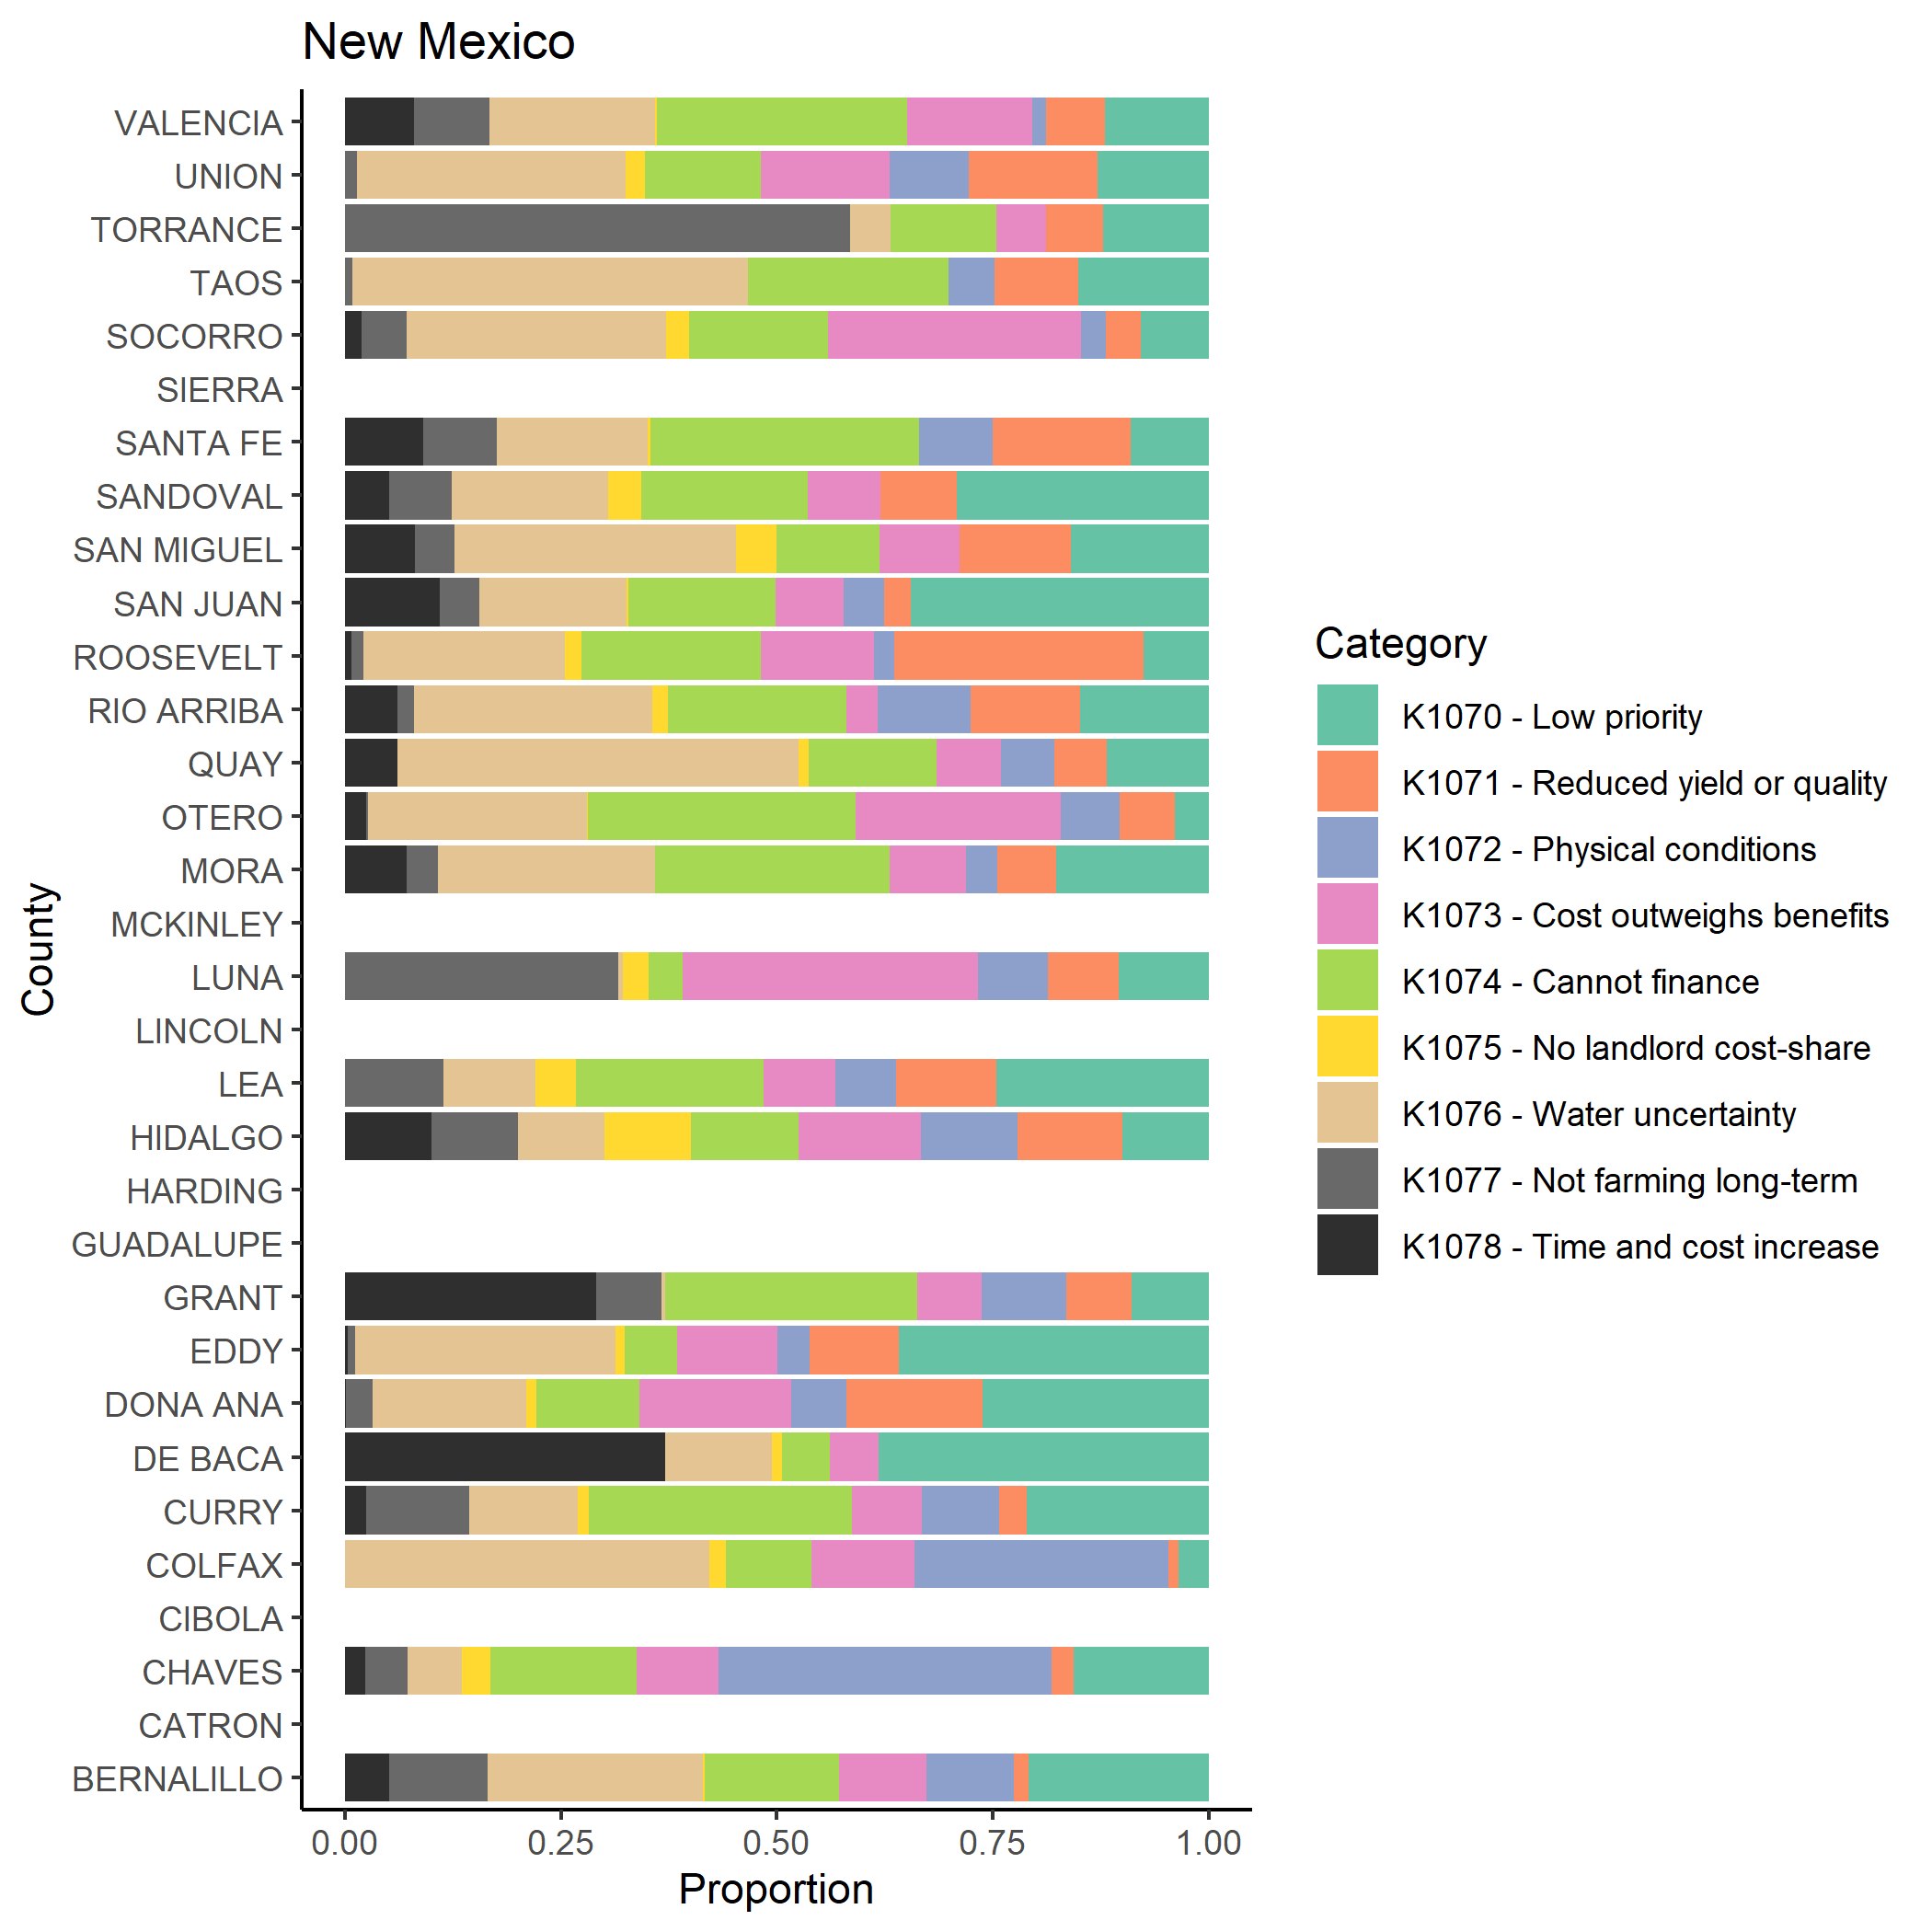 New Mexico
VALENCIA
UNION
TORRANCE
TAOS
SOCORRO
SIERRA
SANTA FE
SANDOVAL
SAN MIGUEL
SAN JUAN
ROOSEVELT
RIO ARRIBA
QUAY
OTERO
MORA
MCKINLEY
LUNA
LINCOLN
LEA
HIDALGO
HARDING
GUADALUPE
GRANT
EDDY
DONA ANA
DE BACA
CURRY
COLFAX
CIBOLA
CHAVES
CATRON
BERNALILLO
County
0.00 0.25 0.50 0.75 1.00
Proportion
Category
K1070 - Low priority
K1071 - Reduced yield or quality
K1072 - Physical conditions
K1073 - Cost outweighs benefits
K1074 - Cannot finance
K1075 - No landlord cost-share
K1076 - Water uncertainty
K1077 - Not farming long-term
K1078 - Time and cost increase